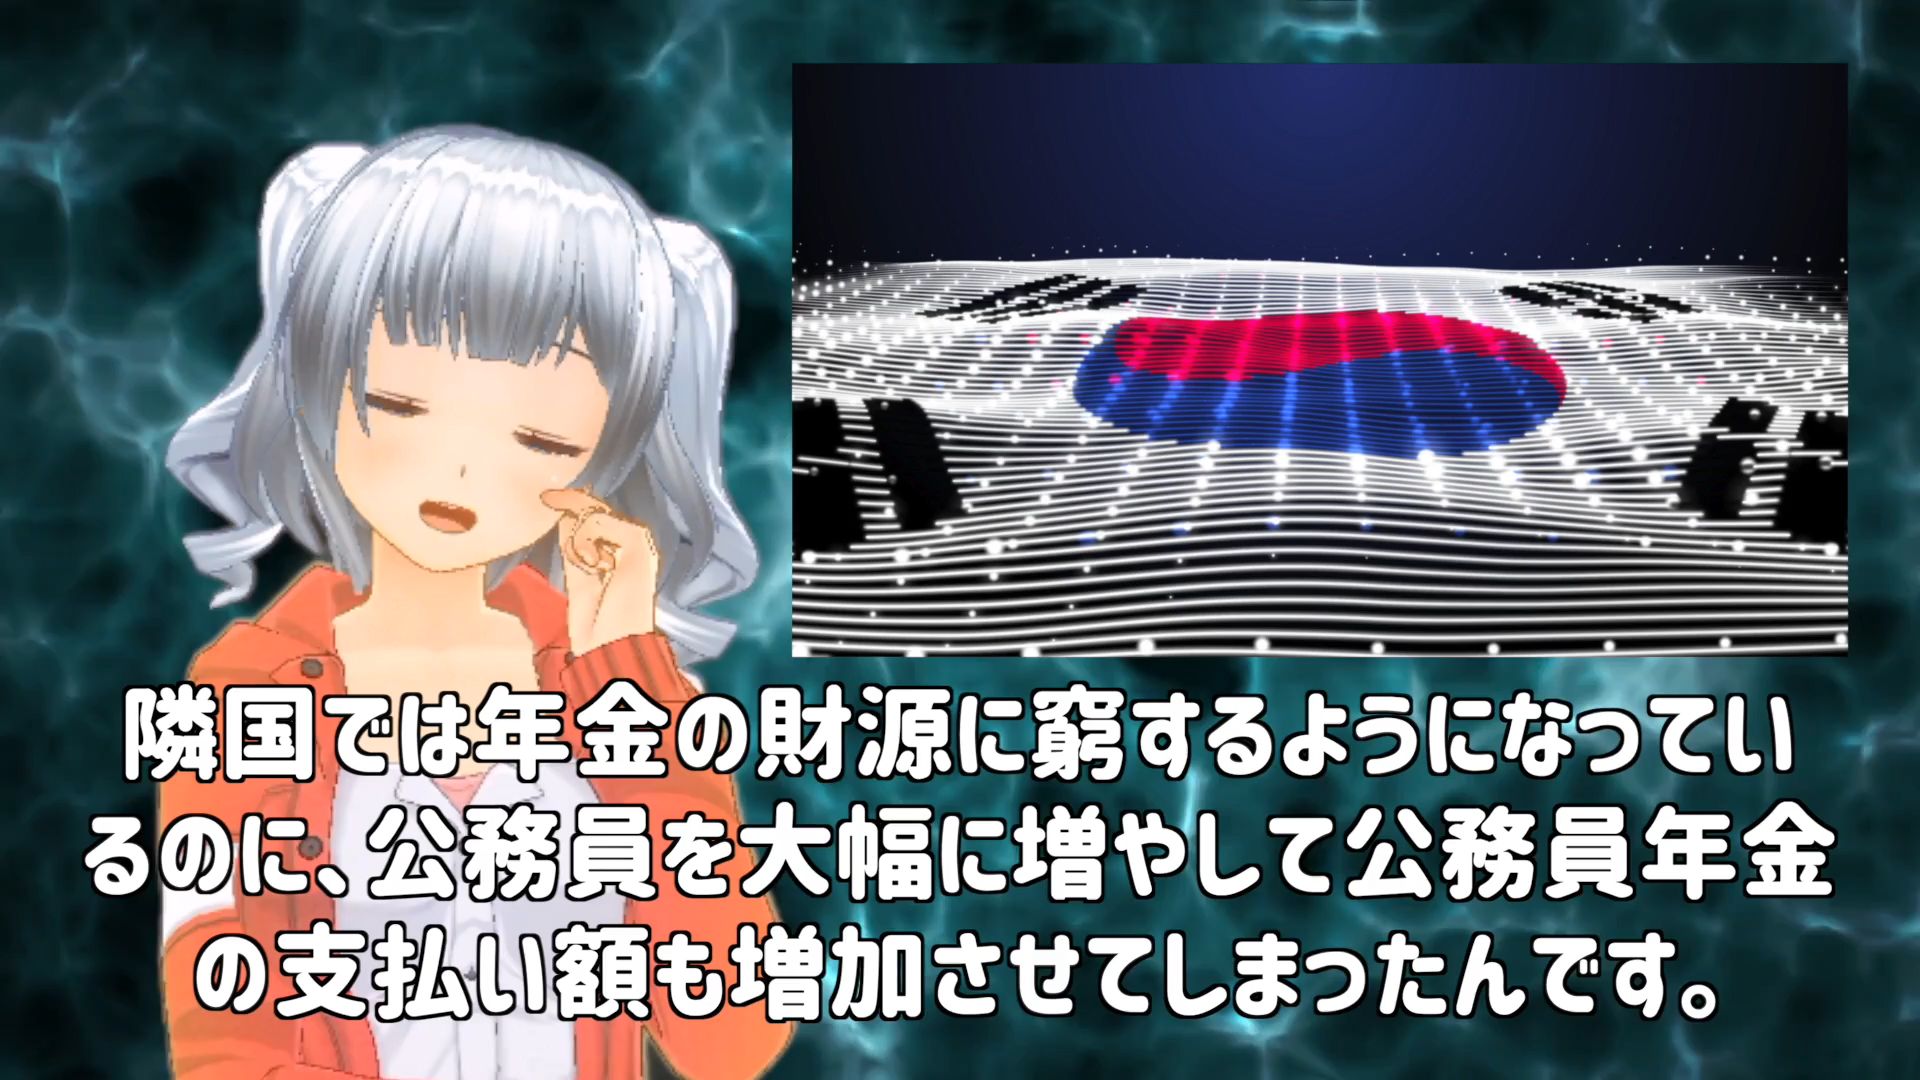 隣国では年金の財源に窮するようになってい
るのに、公務員を大幅に増やして公務員年金
の支払い額も増加させてしまったんです。